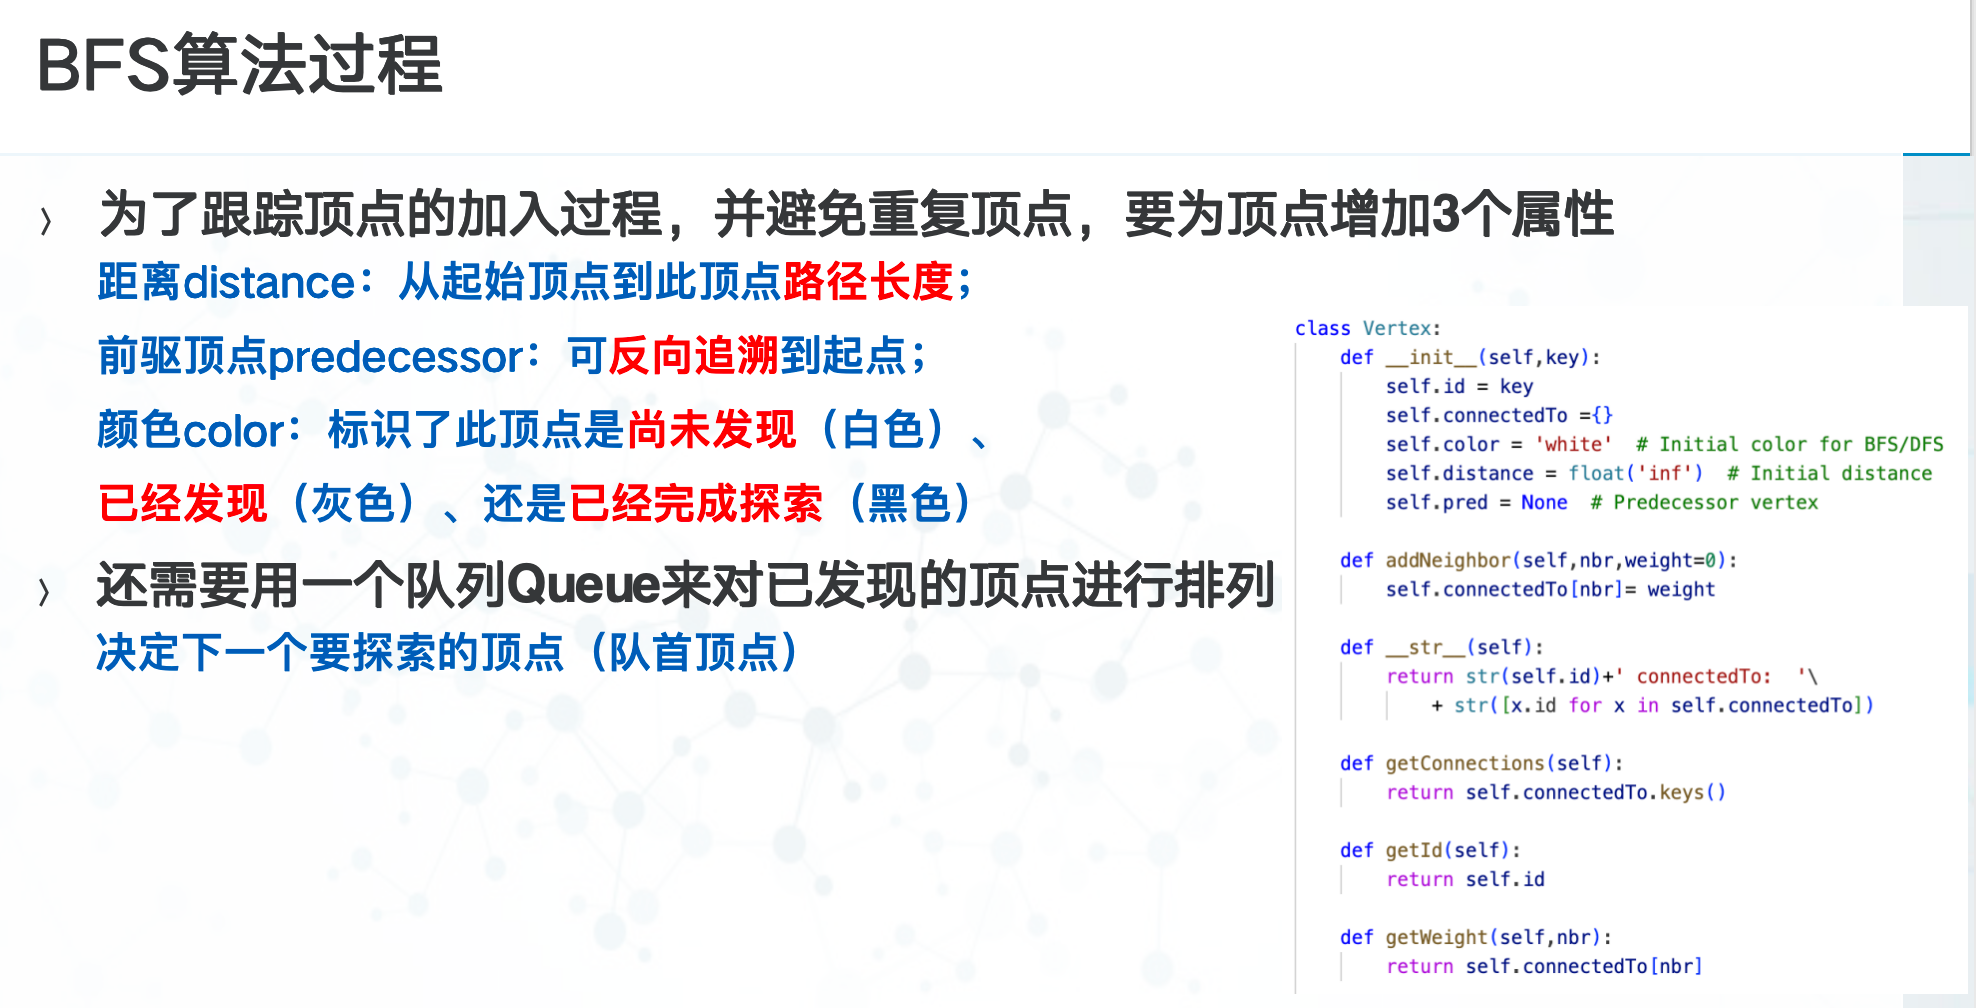 BFS算法过程
› 为了跟踪顶点的加入过程，并避免重复顶点，要为顶点增加3个属性
距离distance：从起始顶点到此顶点路径长度；
前驱顶点predecessor：可反向追溯到起点；
颜色color：标识了此顶点是尚未发现（白色）、
已经发现（灰色）、还是已经完成探索（黑色）
› 还需要用一个队列Queue来对已发现的顶点进行排列
决定下一个要探索的顶点（队首顶点）
class Vertex:
    def __init__(self,key):
        self.id = key
        self.connectedTo ={}
        self.color = 'white'  # Initial color for BFS/DFS
        self.distance = float('inf')  # Initial distance
        self.pred = None  # Predecessor vertex
    def addNeighbor(self,nbr,weight=0):
        self.connectedTo[nbr]= weight
    def __str__(self):
        return str(self.id)+' connectedTo:  '\
            + str([x.id for x in self.connectedTo])
    def getConnections(self):
        return self.connectedTo.keys()
    def getId(self):
        return self.id
    def getWeight(self,nbr):
        return self.connectedTo[nbr]